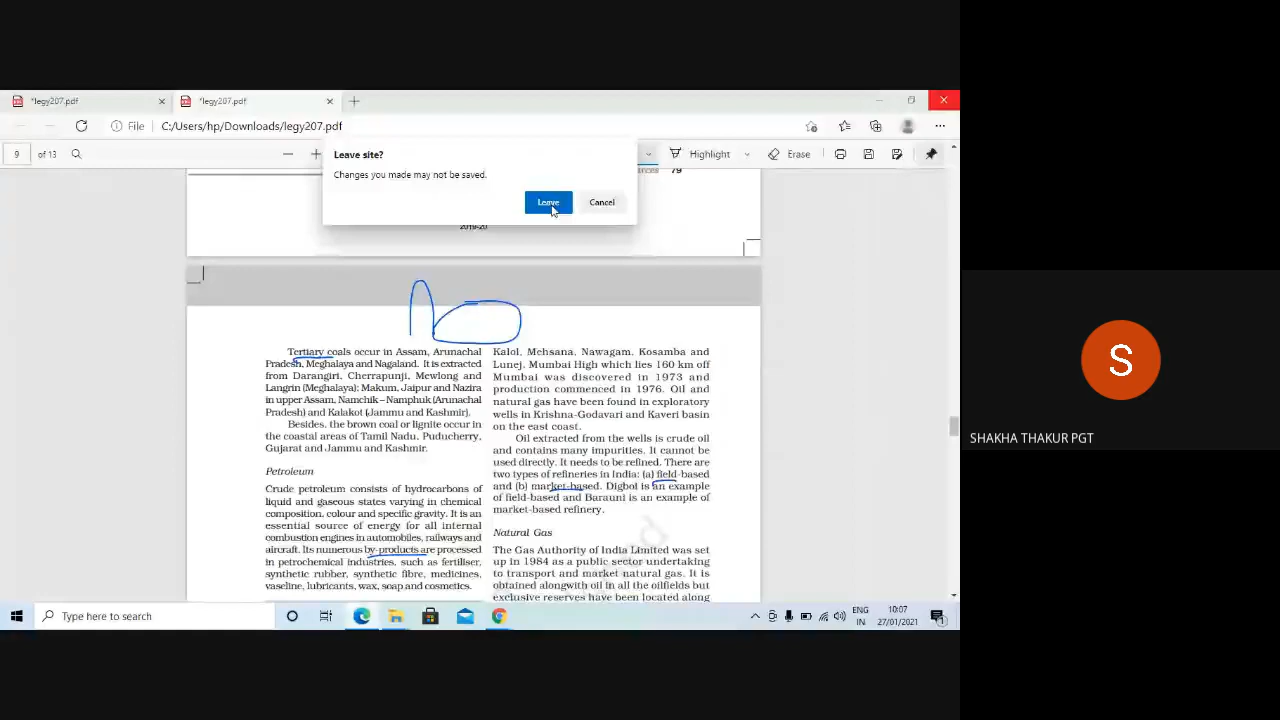 *legy207.pdf
*legy207.pdf
File
C:/Users/hp/Downloads/legy207.pdf
9 of 13
Highlight
Erase
Leave site?
Changes you made may not be saved.
Leave
Cancel
79
2019-20
Tertiary coals occur in Assam, Arunachal
Pradesh, Meghalaya and Nagaland. It is extracted
from Darangiri, Cherrapunji, Mewlong and
Langrin (Meghalaya); Makum, Jaipur and Nazira
in upper Assam, Namchik – Namphuk (Arunachal
Pradesh) and Kalakot (Jammu and Kashmir).
Besides, the brown coal or lignite occur in
the coastal areas of Tamil Nadu, Puducherry,
Gujarat and Jammu and Kashmir.
Petroleum
Crude petroleum consists of hydrocarbons of
liquid and gaseous states varying in chemical
composition, colour and specific gravity. It is an
essential source of energy for all internal
combustion engines in automobiles, railways and
aircraft. Its numerous by-products are processed
in petrochemical industries, such as fertiliser,
synthetic rubber, synthetic fibre, medicines,
vaseline, lubricants, wax, soap and cosmetics.
Kalol, Mehsana, Nawagam, Kosamba and
Lunej. Mumbai High which lies 160 km off
Mumbai was discovered in 1973 and
production commenced in 1976. Oil and
natural gas have been found in exploratory
wells in Krishna-Godavari and Kaveri basin
on the east coast.
Oil extracted from the wells is crude oil
and contains many impurities. It cannot be
used directly. It needs to be refined. There are
two types of refineries in India: (a) field-based
and (b) market-based. Digboi is an example
of field-based and Barauni is an example of
market-based refinery.
Natural Gas
The Gas Authority of India Limited was set
up in 1984 as a public sector undertaking
to transport and market natural gas. It is
obtained alongwith oil in all the oilfields but
exclusive reserves have been located along
S
SHAKHA THAKUR PGT
Type here to search
ENG
IN
10:07
27/01/2021